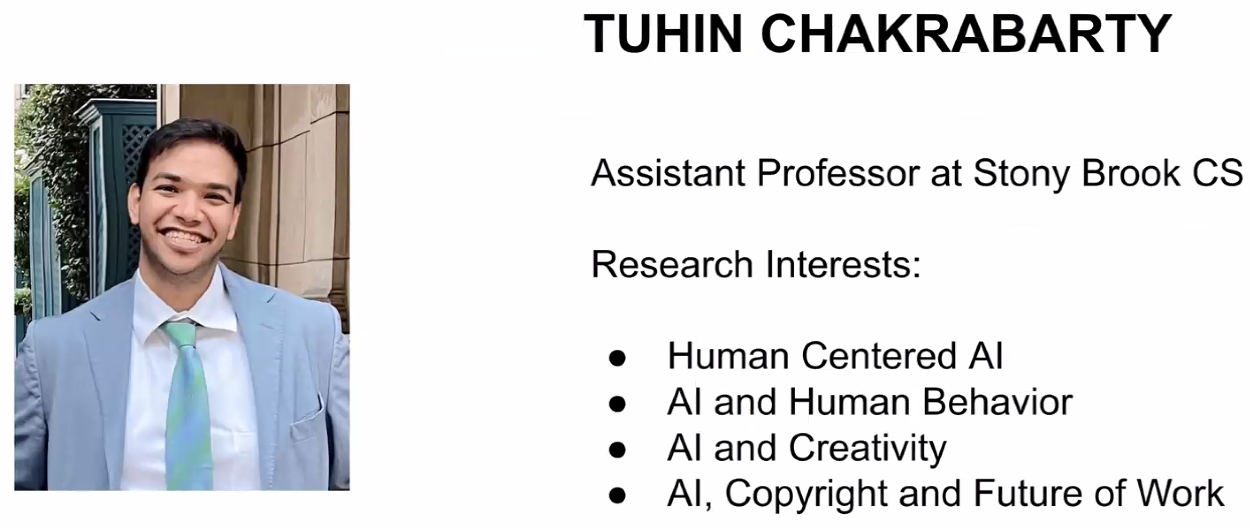 TUHIN CHAKRABARTY
Assistant Professor at Stony Brook CS
Research Interests:
● Human Centered AI
● AI and Human Behavior
● AI and Creativity
● AI, Copyright and Future of Work